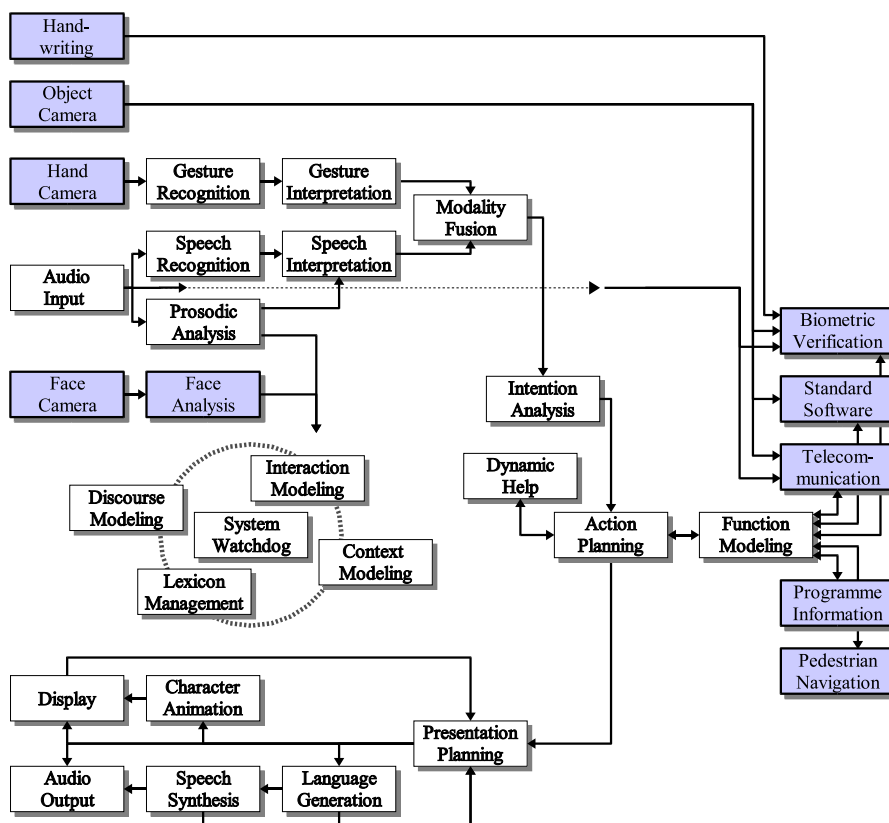 Hand-
writing
Object
Camera
Hand
Camera
Gesture
Recognition
Gesture
Interpretation
Modality
Fusion
Speech
Recognition
Speech
Interpretation
Audio
Input
Prosodic
Analysis
Biometric
Verification
Face
Camera
Face
Analysis
Intention
Analysis
Standard
Software
Telecom-
munication
Interaction
Modeling
Dynamic
Help
Discourse
Modeling
System
Watchdog
Action
Planning
Function
Modeling
Context
Modeling
Lexicon
Management
Programme
Information
Pedestrian
Navigation
Display
Character
Animation
Presentation
Planning
Audio
Output
Speech
Synthesis
Language
Generation